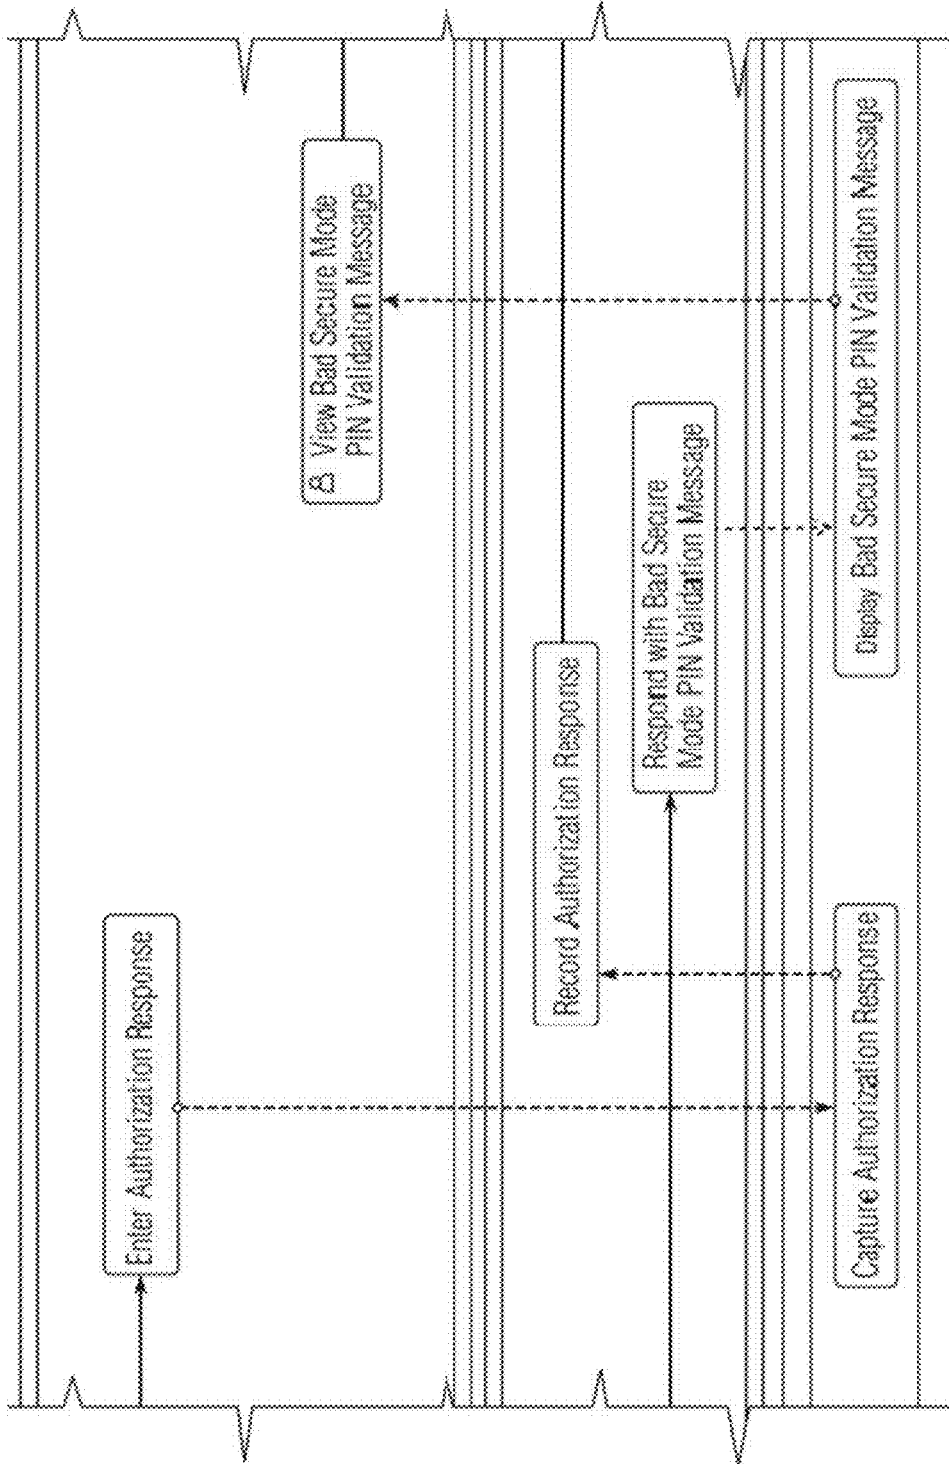 Enter Authorization Response
View Bad Secure Mode
PIN Validation Message
Record Authorization Response
Respond with Bad Secure
Mode PIN Validation Message
Capture Authorization Response
Display Bad Secure Mode PIN Validation Message